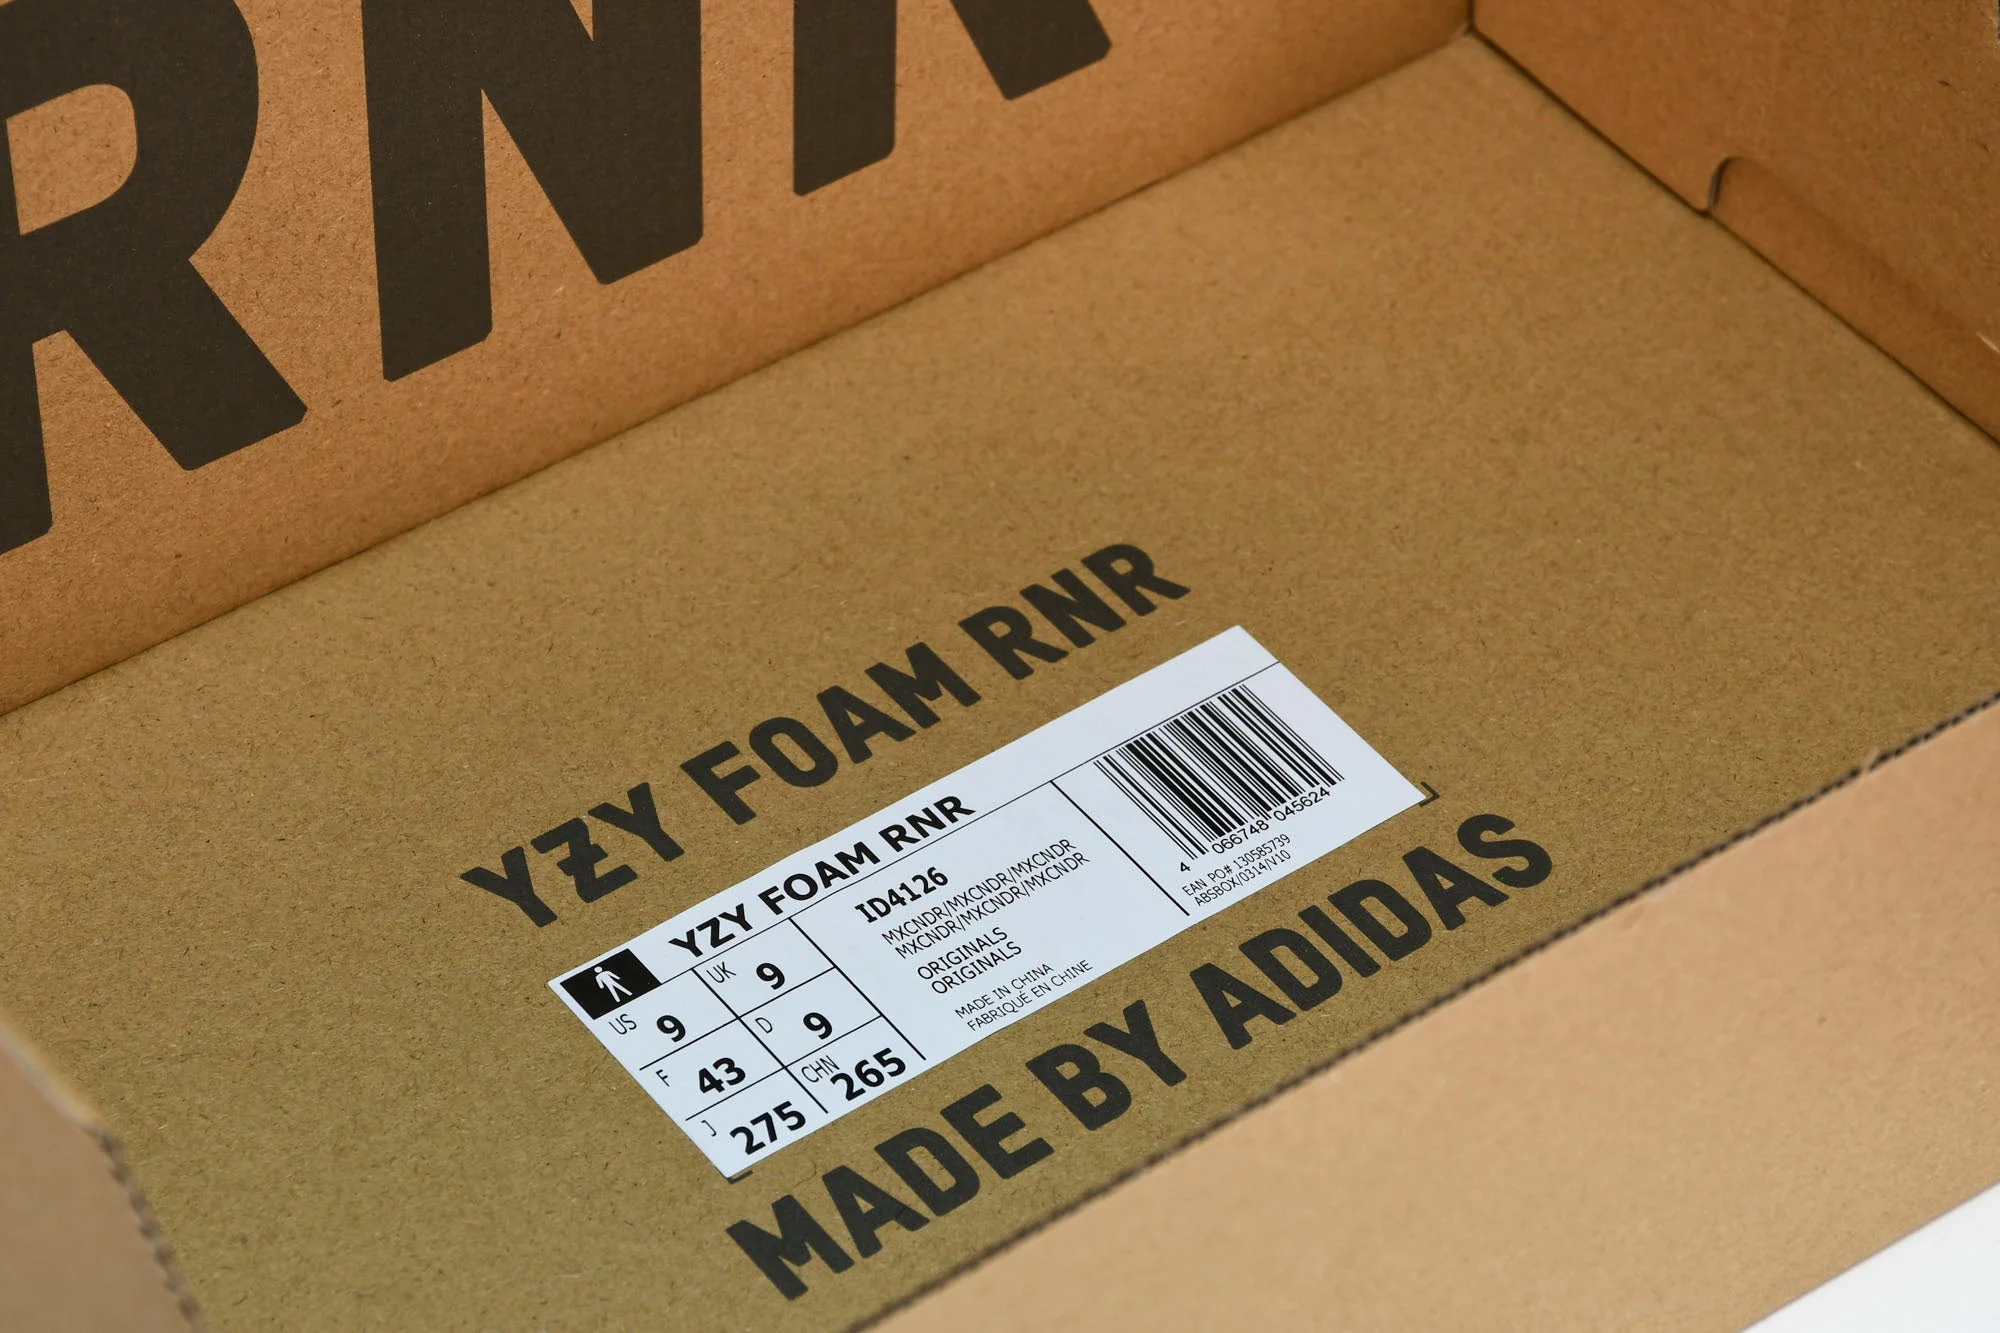 RNR
YZY FOAM RNR
YZY FOAM RNR
US 9
UK 9
F 43
D 9
J 275
CHN 265
ID4126
MXCNDR/MXCNDR/MXCNDR
MXCNDR/MXCNDR/MXCNDR
ORIGINALS
ORIGINALS
MADE IN CHINA
FABRIQUÉ EN CHINE
4 066748 045624
EAN PO# 130585739
ABSBOX/0314/V10
MADE BY ADIDAS